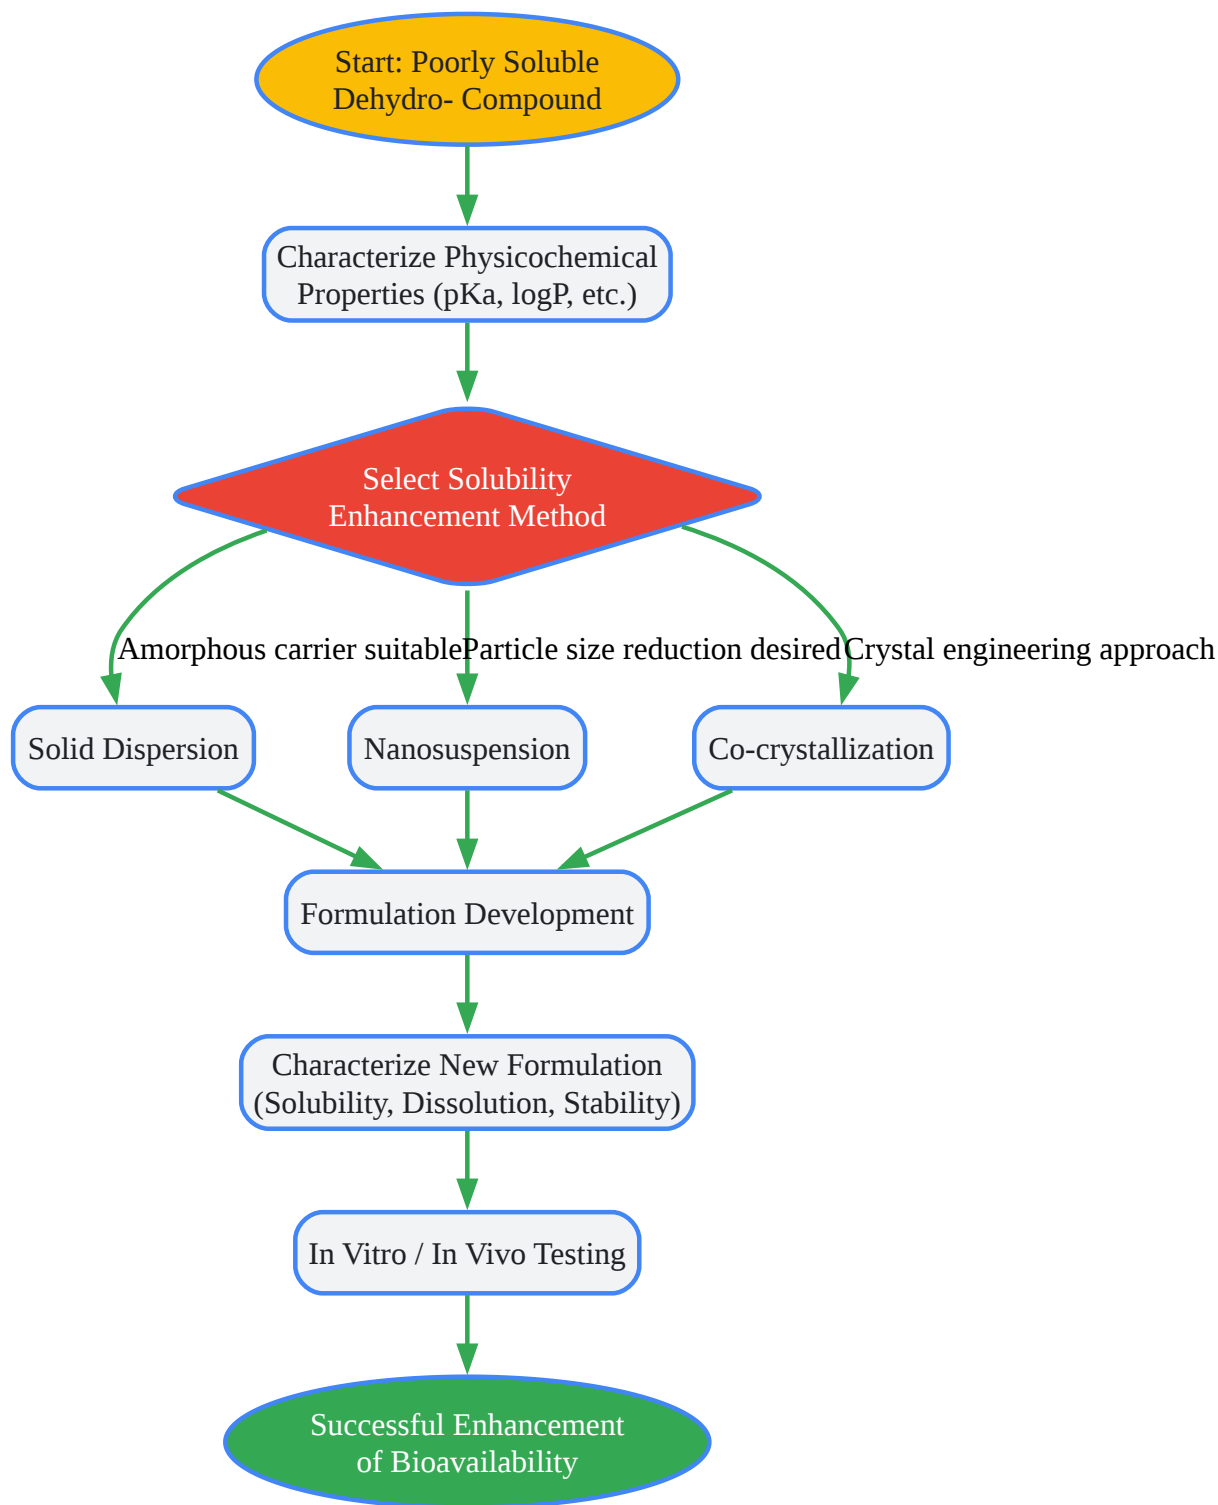 Start: Poorly Soluble
Dehydro- Compound
Characterize Physicochemical
Properties (pKa, logP, etc.)
Select Solubility
Enhancement Method
Amorphous carrier suitable
Particle size reduction desired
Crystal engineering approach
Solid Dispersion
Nanosuspension
Co-crystallization
Formulation Development
Characterize New Formulation
(Solubility, Dissolution, Stability)
In Vitro / In Vivo Testing
Successful Enhancement
of Bioavailability